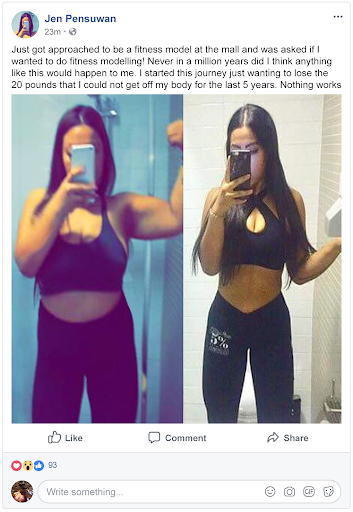 Jen Pensuwan
23m ·
Just got approached to be a fitness model at the mall and was asked if I
wanted to do fitness modelling! Never in a million years did I think anything
like this would happen to me. I started this journey just wanting to lose the
20 pounds that I could not get off my body for the last 5 years. Nothing works
5%
Like Comment Share
93
Write something...
GIF